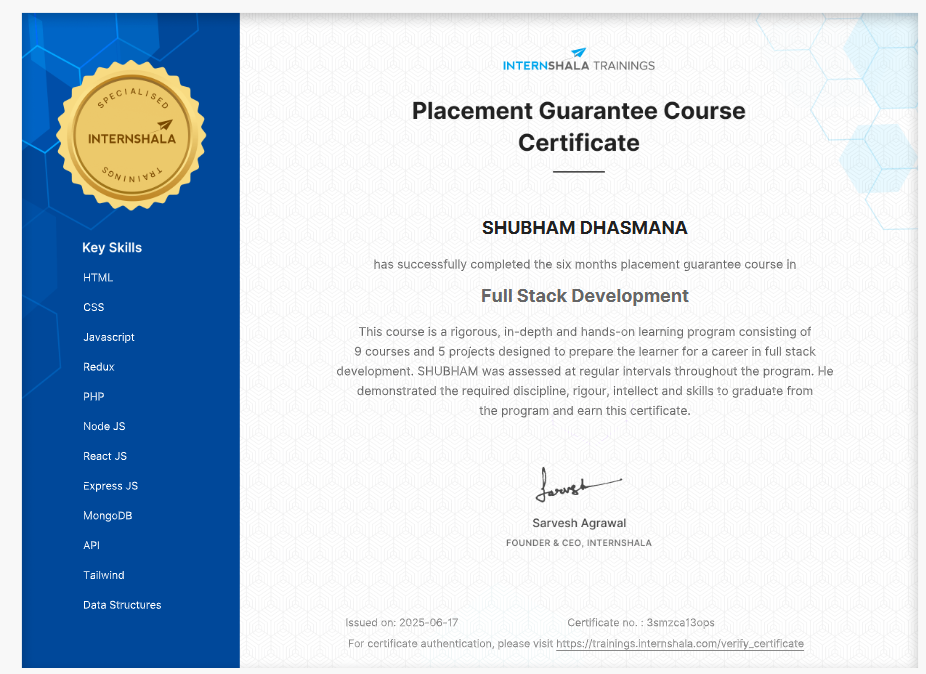 SPECIALISED
INTERNSHALA
TRAININGS
Key Skills
HTML
CSS
Javascript
Redux
PHP
Node JS
React JS
Express JS
MongoDB
API
Tailwind
Data Structures
INTERNSHALA TRAININGS
Placement Guarantee Course
Certificate
SHUBHAM DHASMANA
has successfully completed the six months placement guarantee course in
Full Stack Development
This course is a rigorous, in-depth and hands-on learning program consisting of
9 courses and 5 projects designed to prepare the learner for a career in full stack
development. SHUBHAM was assessed at regular intervals throughout the program. He
demonstrated the required discipline, rigour, intellect and skills to graduate from
the program and earn this certificate.
Sarvesh
Sarvesh Agrawal
FOUNDER & CEO, INTERNSHALA
Issued on: 2025-06-17
Certificate no. : 3smzca13ops
For certificate authentication, please visit https://trainings.internshala.com/verify_certificate